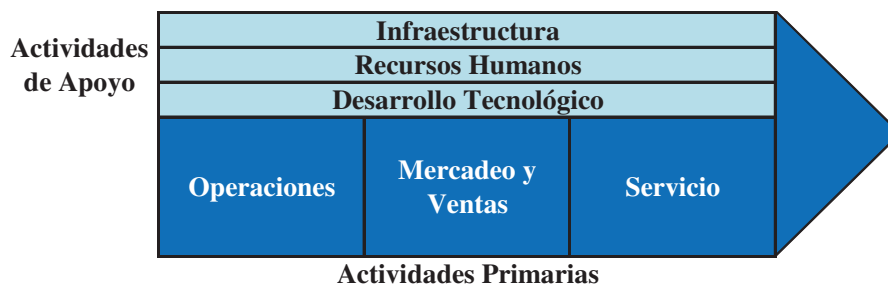 Infraestructura
Actividades
de Apoyo
Recursos Humanos
Desarrollo Tecnológico
Operaciones
Mercadeo y
Ventas
Servicio
Actividades Primarias